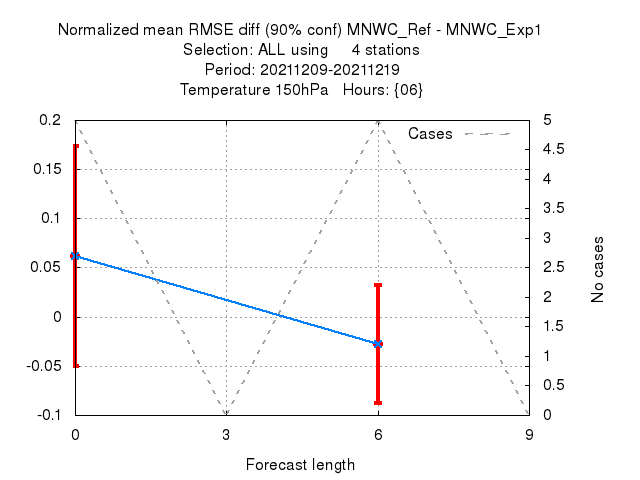 Normalized mean RMSE diff (90% conf) MNWC_Ref - MNWC_Exp1
Selection: ALL using     4 stations
Period: 20211209-20211219
Temperature 150hPa   Hours: {06}
Cases
0.2
0.15
0.1
0.05
0
-0.05
-0.1
5
4.5
4
3.5
3
2.5
2
1.5
1
0.5
0
No cases
0 3 6 9
Forecast length